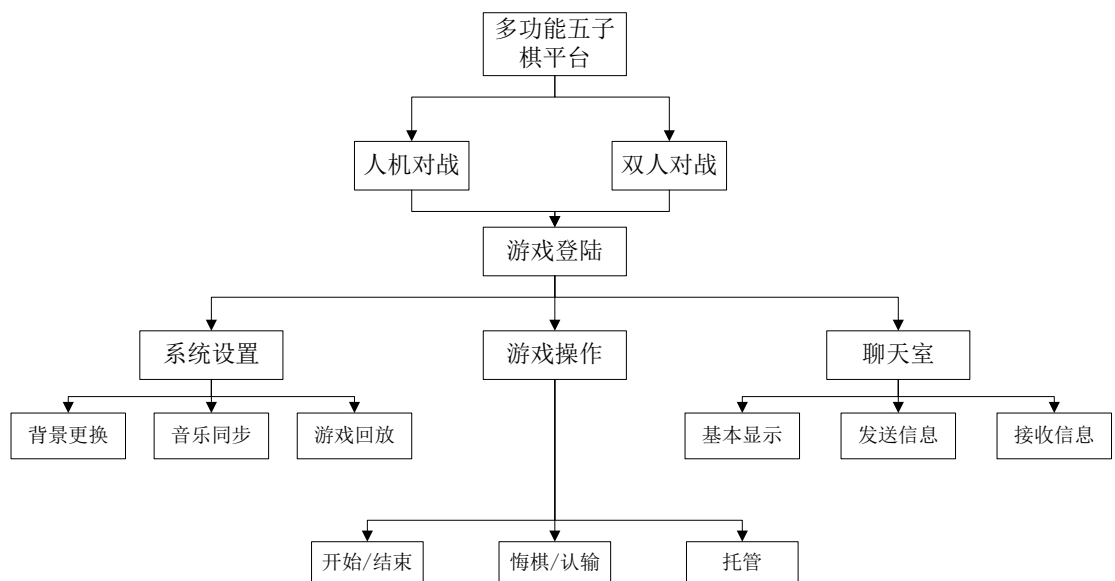 多功能五子
棋平台
人机对战
双人对战
游戏登陆
系统设置
游戏操作
聊天室
背景更换
音乐同步
游戏回放
基本显示
发送信息
接收信息
开始/结束
悔棋/认输
托管